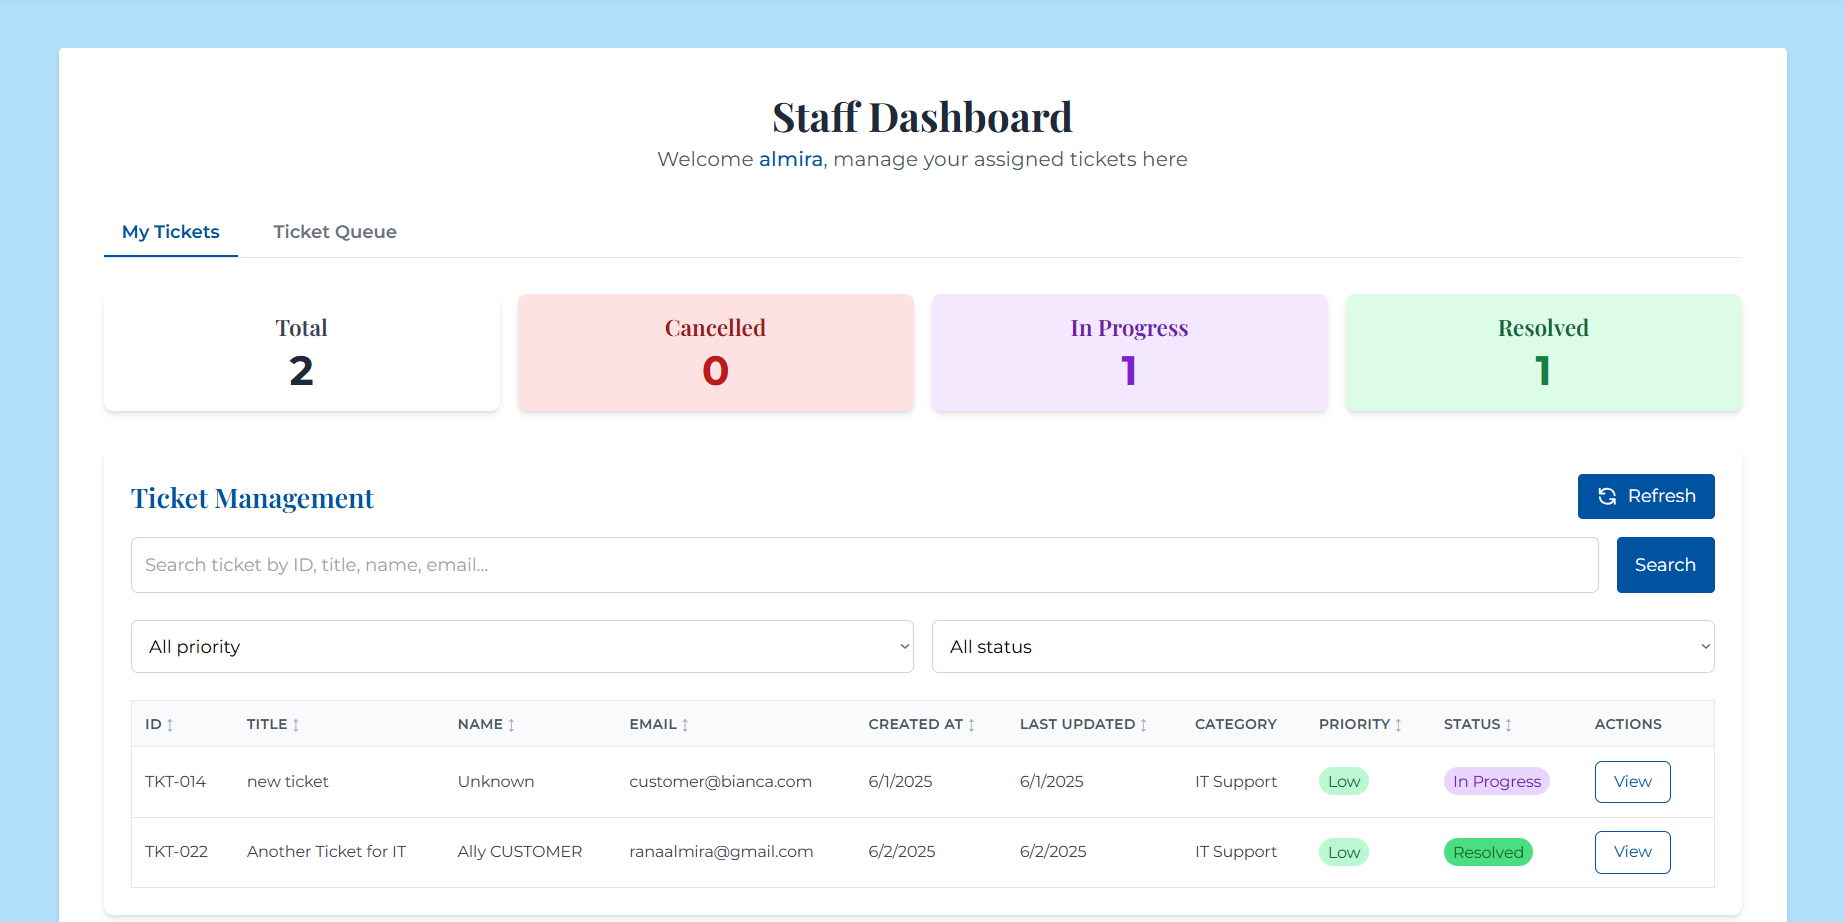 Staff Dashboard
Welcome almira, manage your assigned tickets here
My Tickets Ticket Queue
Total Cancelled In Progress Resolved
2 0 1 1
Ticket Management
Refresh
Search ticket by ID, title, name, email...
Search
All priority All status
ID TITLE NAME EMAIL CREATED AT LAST UPDATED CATEGORY PRIORITY STATUS ACTIONS
TKT-014 new ticket Unknown customer@bianca.com 6/1/2025 6/1/2025 IT Support Low In Progress View
TKT-022 Another Ticket for IT Ally CUSTOMER ranaalmira@gmail.com 6/2/2025 6/2/2025 IT Support Low Resolved View